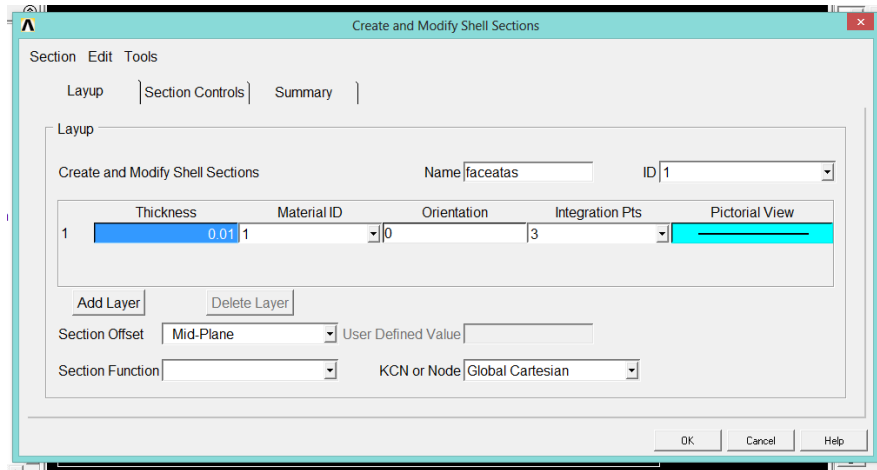 Create and Modify Shell Sections
Section Edit Tools
Layup Section Controls Summary
Layup
Create and Modify Shell Sections Name faceatas ID 1
Thickness Material ID Orientation Integration Pts Pictorial View
1 0.01 1 0 3
Add Layer Delete Layer
Section Offset Mid-Plane User Defined Value
Section Function KCN or Node Global Cartesian
OK Cancel Help